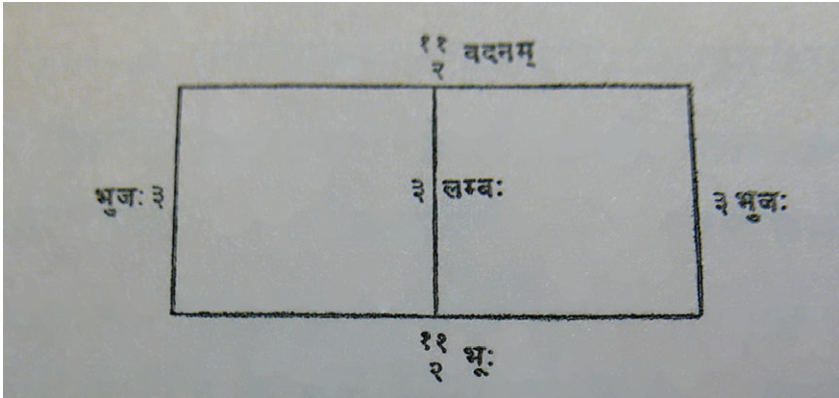 ११ वदनम्
२
भुजः ३
३ लम्बः
३ भुजः
११
२ भूः